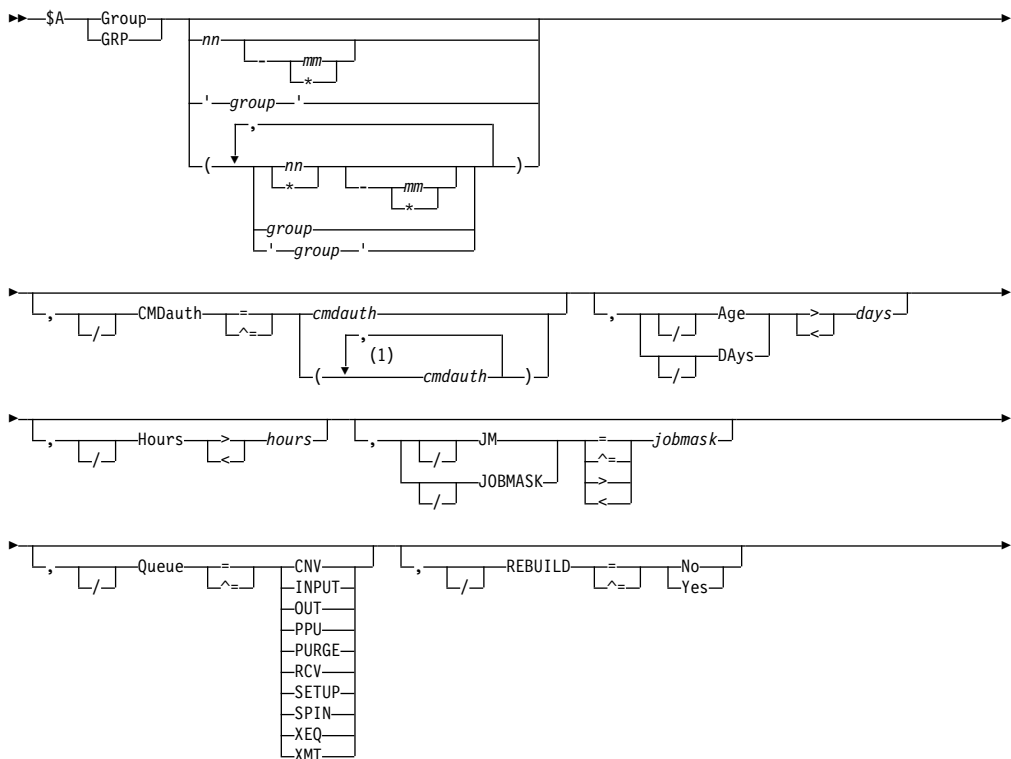 $A Group
GRP
nn
- mm
*
' group '
,
( nn )
*
- mm
*
group
' group '
, / CMDauth = cmdauth
^=
( , (1) cmdauth )
, / Age > days
<
/ DAys
, / Hours > hours
<
, / JM = jobmask
^=
/ JOBMASK >
<
, / Queue = CNV
^= INPUT
OUT
PPU
PURGE
RCV
SETUP
SPIN
XEQ
XMT
, / REBUILD = No
^= Yes